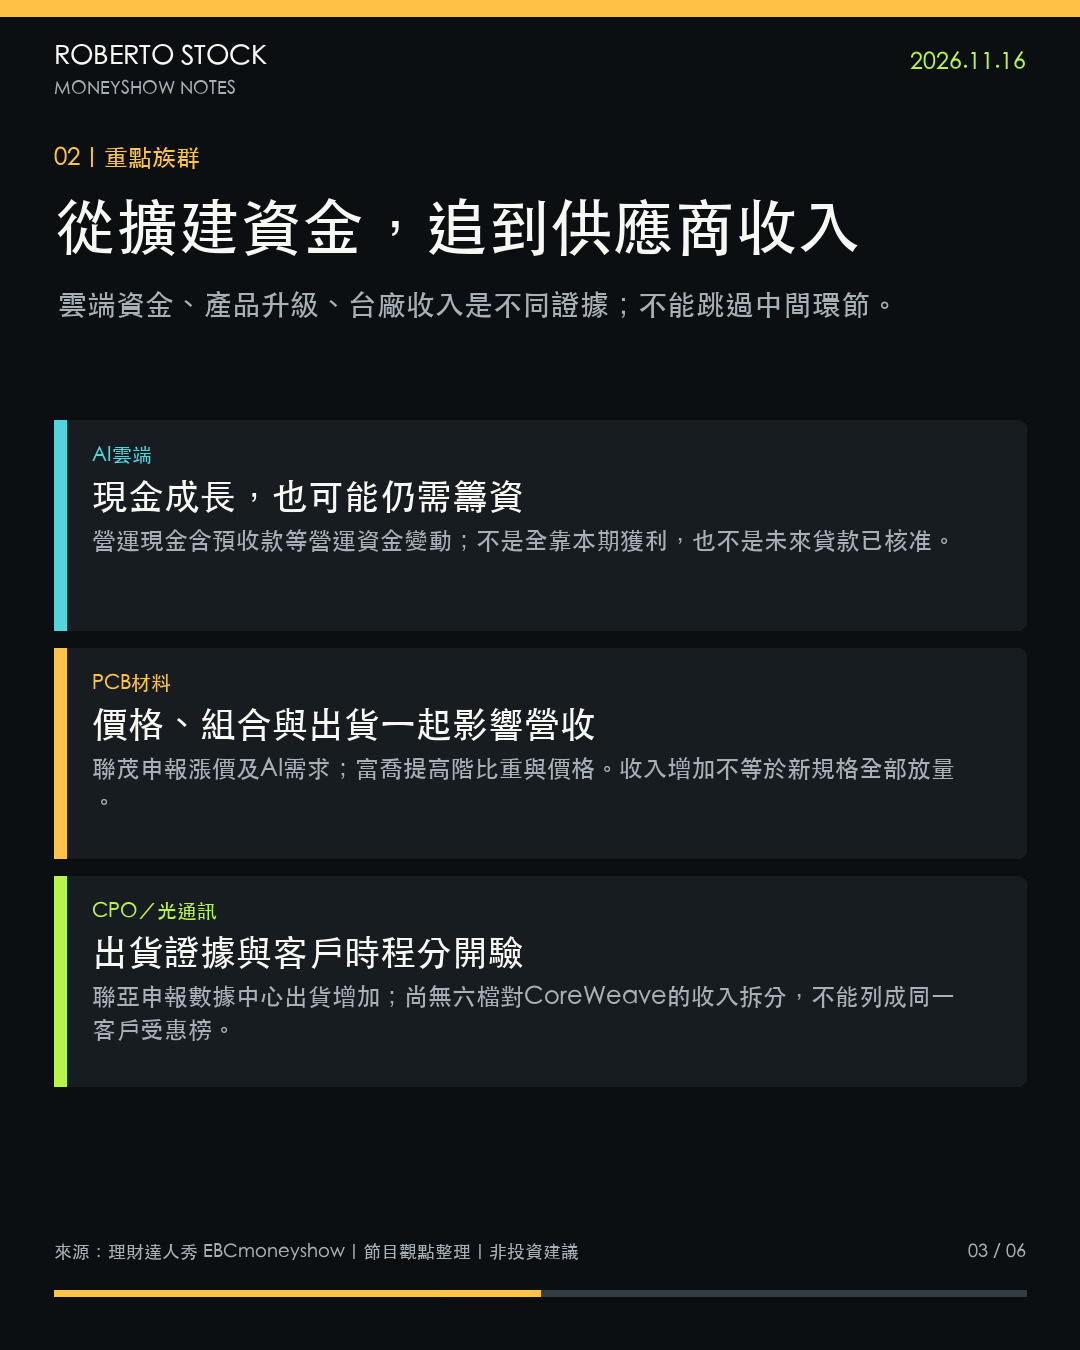 ROBERTO STOCK
MONEYSHOW NOTES
2026.11.16
02｜重點族群
從擴建資金，追到供應商收入
雲端資金、產品升級、台廠收入是不同證據；不能跳過中間環節。
AI雲端
現金成長，也可能仍需籌資
營運現金含預收款等營運資金變動；不是全靠本期獲利，也不是未來貸款已核准。
PCB材料
價格、組合與出貨一起影響營收
聯茂申報漲價及AI需求；富喬提高階比重與價格。收入增加不等於新規格全部放量
。
CPO／光通訊
出貨證據與客戶時程分開驗
聯亞申報數據中心出貨增加；尚無六檔對CoreWeave的收入拆分，不能列成同一
客戶受惠榜。
來源：理財達人秀 EBCmoneyshow｜節目觀點整理｜非投資建議
03 / 06